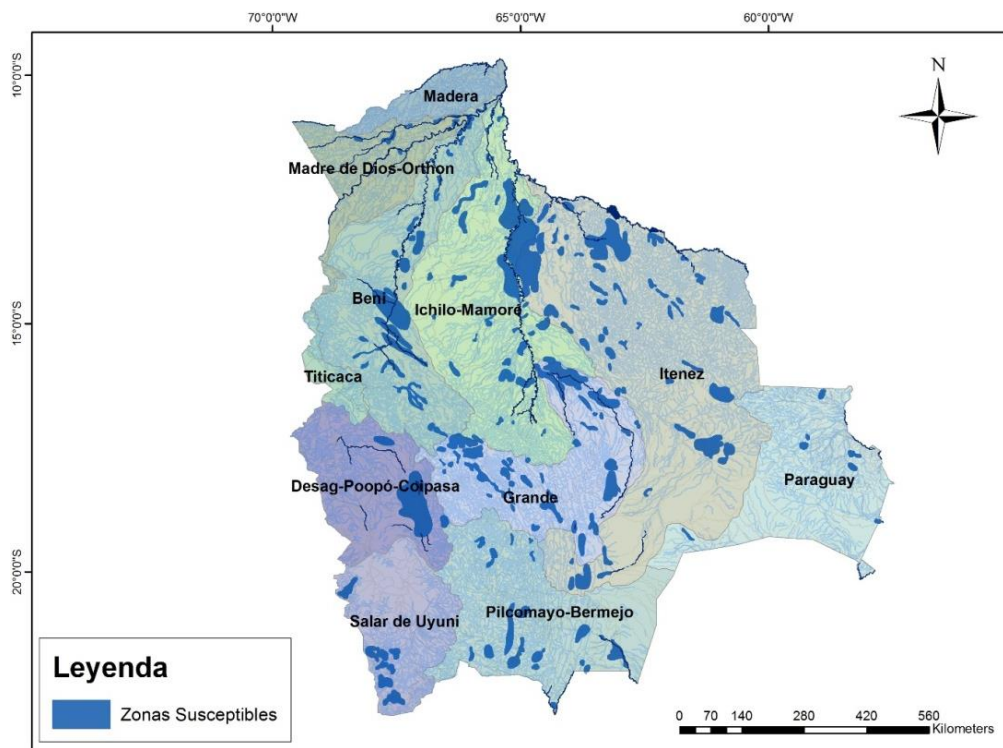 70°0'0"W 65°0'0"W 60°0'0"W
10°0'0"S
15°0'0"S
20°0'0"S
N
Madera
Madre de Dios-Orthon
Beni
Ichilo-Mamoré
Titicaca
Itenez
Desag-Poopó-Coipasa
Grande
Paraguay
Salar de Uyuni
Pilcomayo-Bermejo
Leyenda
Zonas Susceptibles
0 70 140 280 420 560
Kilometers